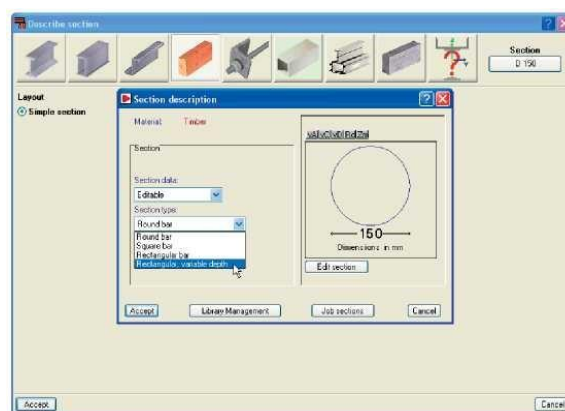 Describe section
Section
D 150
Layout
Simple section
Section description
Material: Timber
Section
Section data:
Editable
Section type:
Round bar
Round bar
Square bar
Rectangular bar
Rectangular, variable depth
150
Dimensions in mm
Edit section
Accept
Library Management
Job sections
Cancel
Accept
Cancel